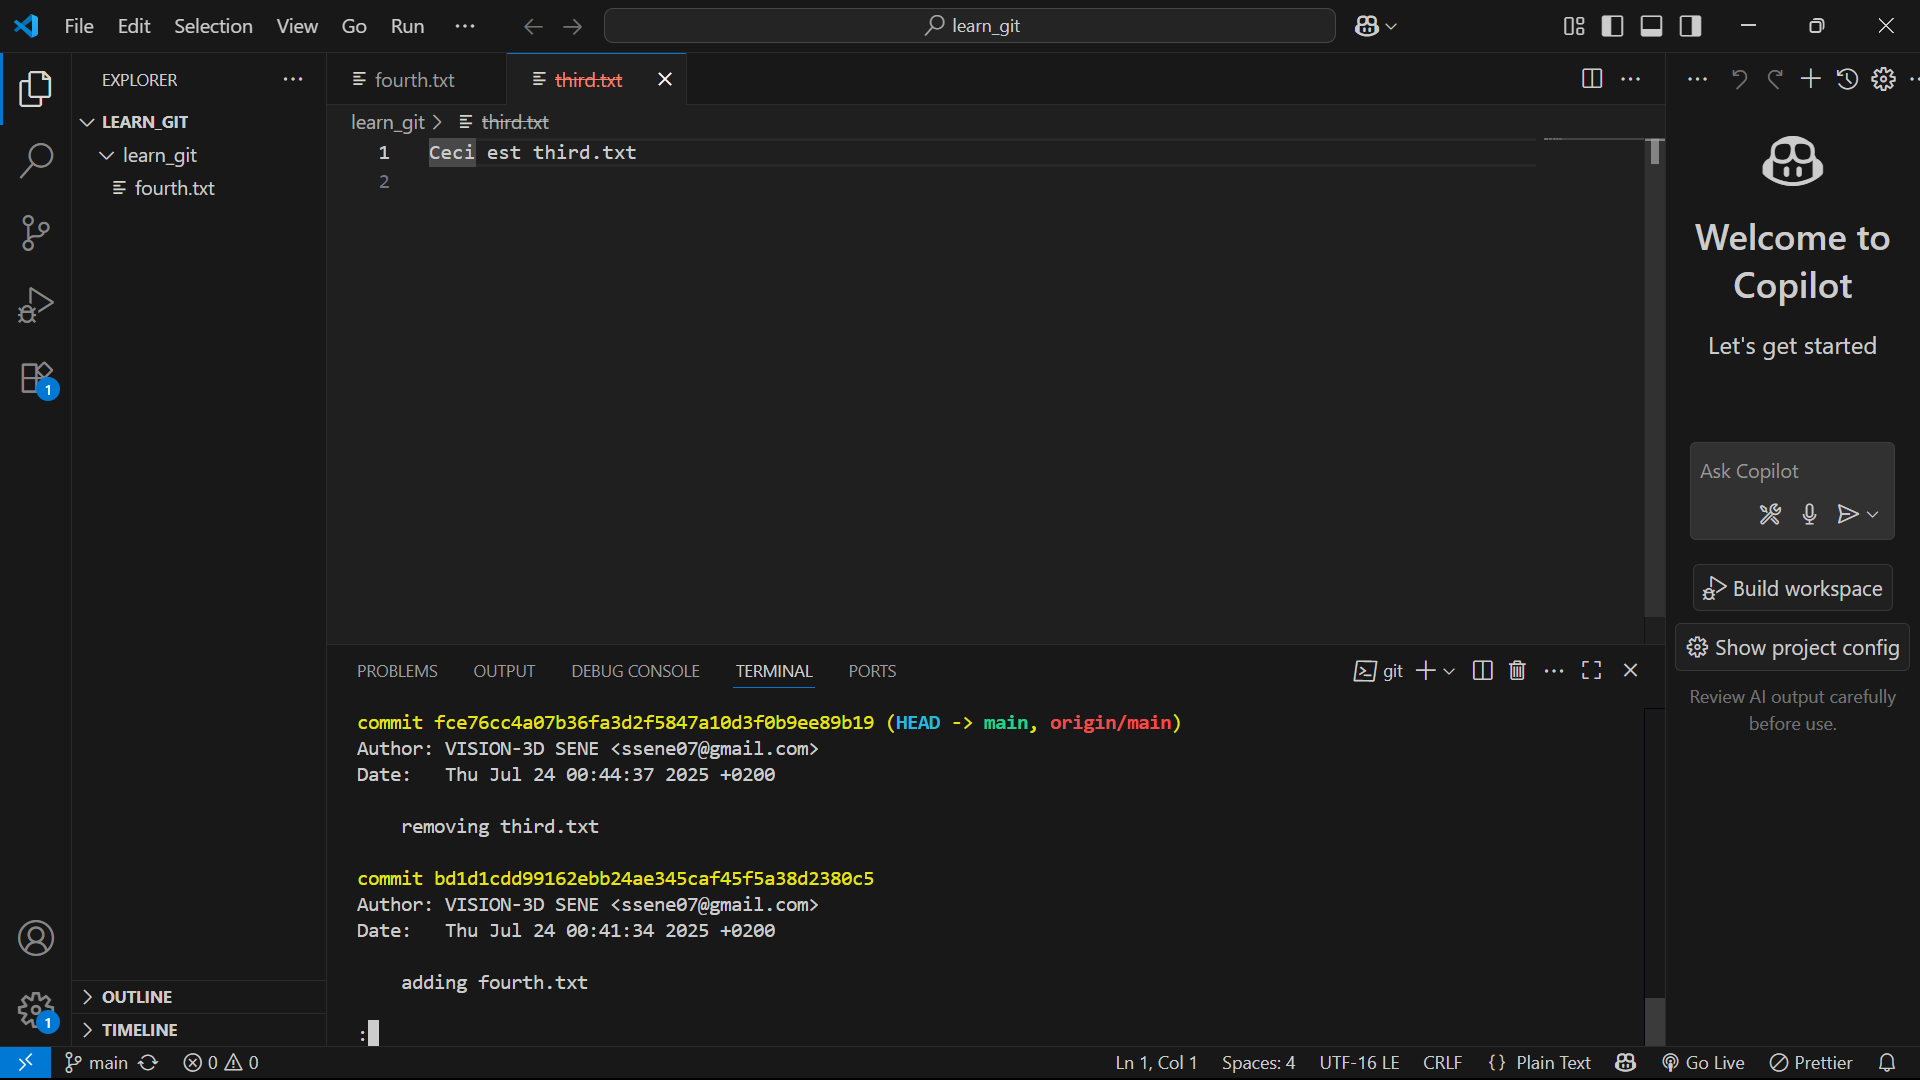 File Edit Selection View Go Run ···
learn_git
EXPLORER ···
LEARN_GIT
learn_git
fourth.txt
fourth.txt
third.txt
learn_git > third.txt
1 Ceci est third.txt
2
Welcome to
Copilot
Let's get started
Ask Copilot
Build workspace
Show project config
Review AI output carefully
before use.
PROBLEMS OUTPUT DEBUG CONSOLE TERMINAL PORTS
git
commit fce76cc4a07b36fa3d2f5847a10d3f0b9ee89b19 (HEAD -> main, origin/main)
Author: VISION-3D SENE <ssene07@gmail.com>
Date:   Thu Jul 24 00:44:37 2025 +0200
removing third.txt
commit bd1d1cdd99162ebb24ae345caf45f5a38d2380c5
Author: VISION-3D SENE <ssene07@gmail.com>
Date:   Thu Jul 24 00:41:34 2025 +0200
adding fourth.txt
:
1
1
OUTLINE
TIMELINE
main 0 0
Ln 1, Col 1 Spaces: 4 UTF-16 LE CRLF {} Plain Text Go Live Prettier